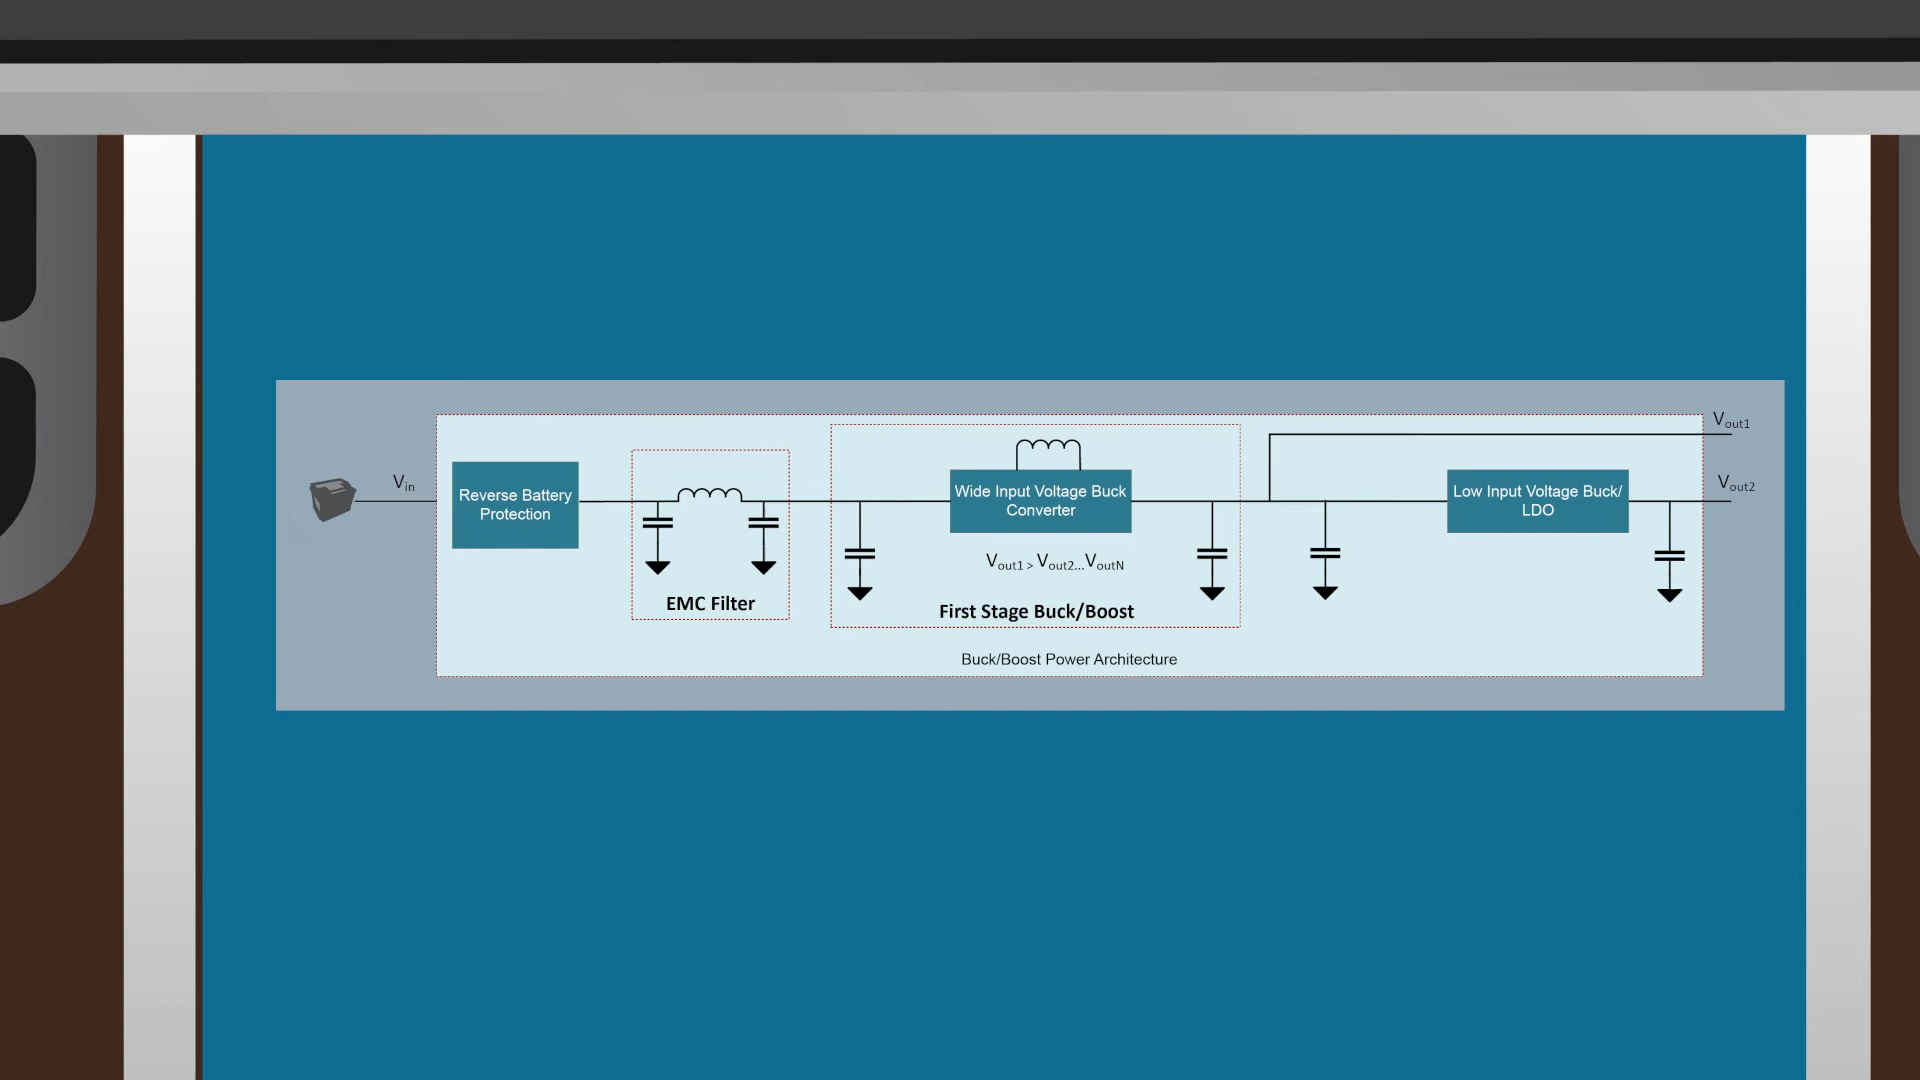 Vin
Reverse Battery
Protection
EMC Filter
Wide Input Voltage Buck
Converter
Vout1 > Vout2...VoutN
First Stage Buck/Boost
Low Input Voltage Buck/
LDO
Vout1
Vout2
Buck/Boost Power Architecture